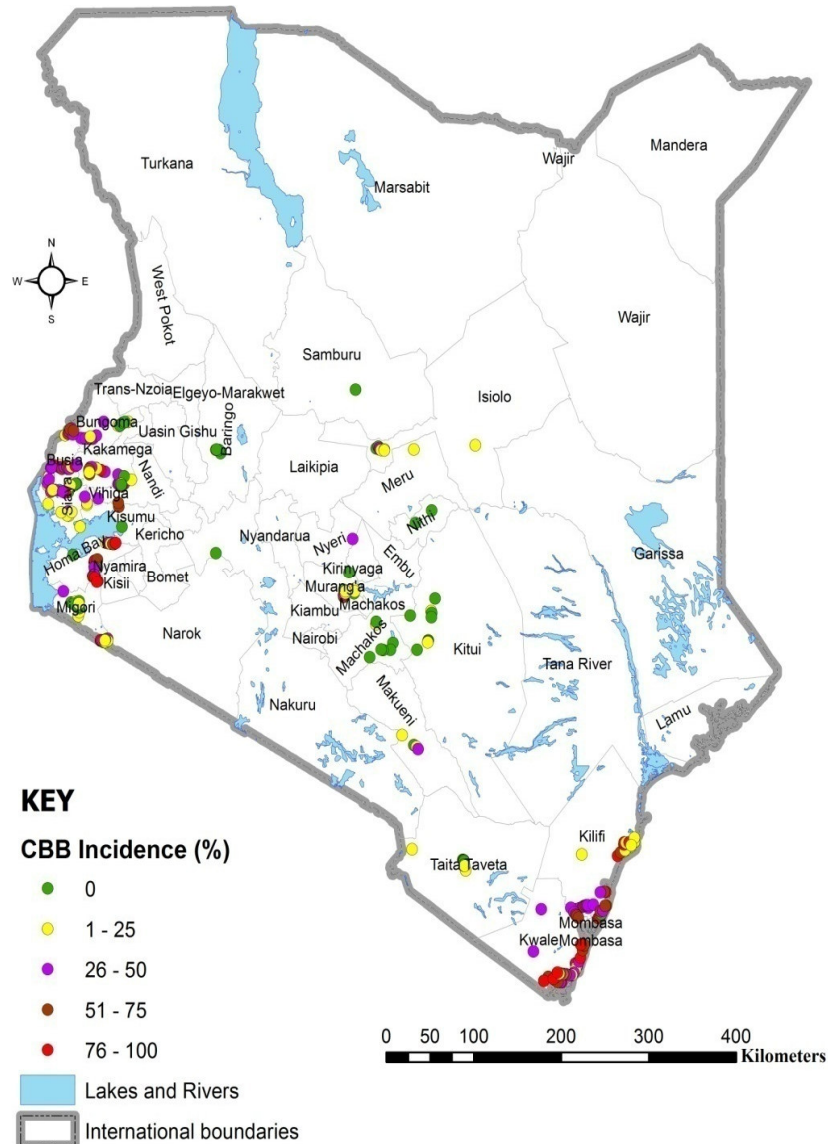 Mandera
Wajir
Turkana
Marsabit
N
W
E
S
West Pokot
Wajir
Samburu
Isiolo
Trans-Nzoia
Elgeyo-Marakwet
Bungoma
Uasin Gishu
Baringo
Kakamega
Busia
Nandi
Laikipia
Meru
Siaya
Vihiga
Kisumu
Nithi
Kericho
Nyandarua
Nyeri
Embu
Garissa
Homa Bay
Nyamira
Kirinyaga
Bomet
Kisii
Murang'a
Migori
Kiambu
Machakos
Narok
Nairobi
Machakos
Kitui
Tana River
Nakuru
Makueni
Lamu
KEY
Kilifi
CBB Incidence (%)
Taita Taveta
0
1 - 25
Mombasa
Kwale
Mombasa
26 - 50
51 - 75
0 50 100 200 300 400
Kilometers
76 - 100
Lakes and Rivers
International boundaries